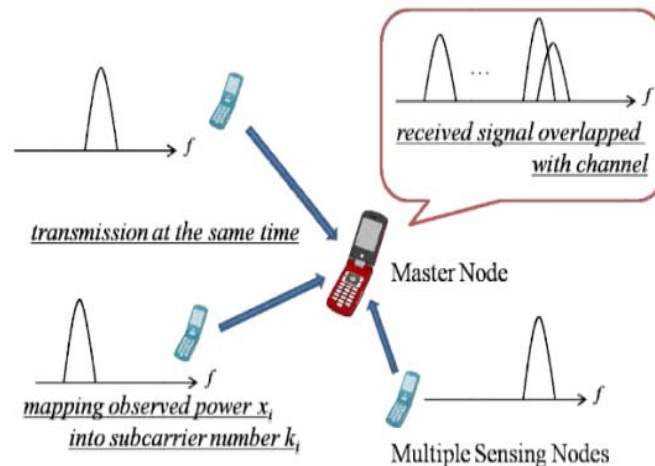 f
...
f
received signal overlapped
with channel
transmission at the same time
Master Node
f
f
mapping observed power x_i
into subcarrier number k_i
Multiple Sensing Nodes